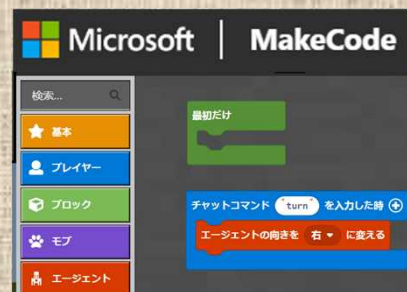 Microsoft | MakeCode
検索...
基本
プレイヤー
ブロック
モブ
エージェント
最初だけ
チャットコマンド "turn" を入力した時
エージェントの向きを 右 に変える